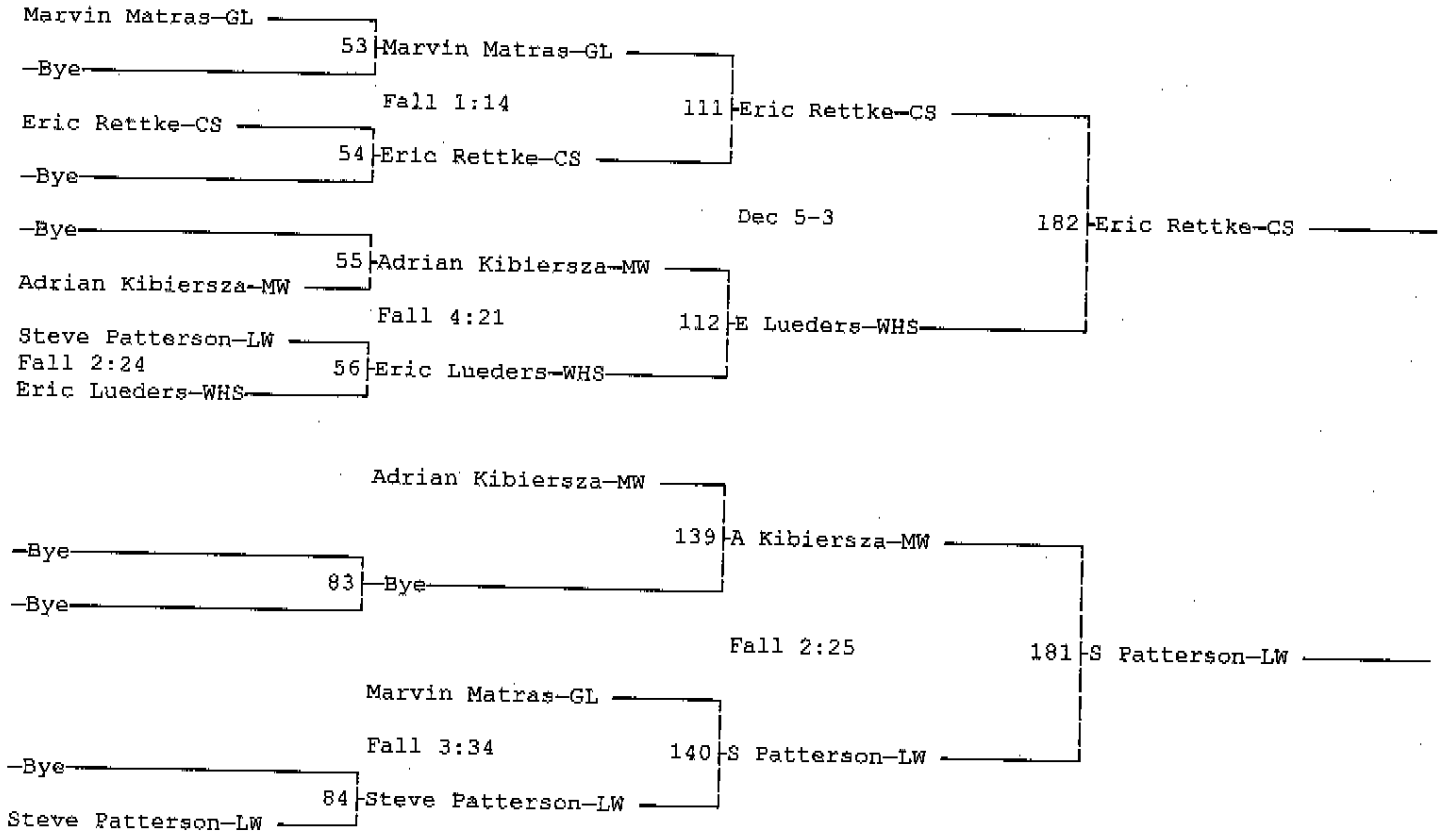 Marvin Matras-GL
53 Marvin Matras-GL
-Bye
Fall 1:14
111 Eric Rettke-CS
Eric Rettke-CS
54 Eric Rettke-CS
-Bye
Dec 5-3
182 Eric Rettke-CS
-Bye
55 Adrian Kibiersza-MW
Adrian Kibiersza-MW
Fall 4:21
112 E Lueders-WHS
Steve Patterson-LW
Fall 2:24
56 Eric Lueders-WHS
Eric Lueders-WHS
Adrian Kibiersza-MW
139 A Kibiersza-MW
-Bye
83 -Bye
-Bye
Fall 2:25
181 S Patterson-LW
Marvin Matras-GL
Fall 3:34
140 S Patterson-LW
-Bye
84 Steve Patterson-LW
Steve Patterson-LW